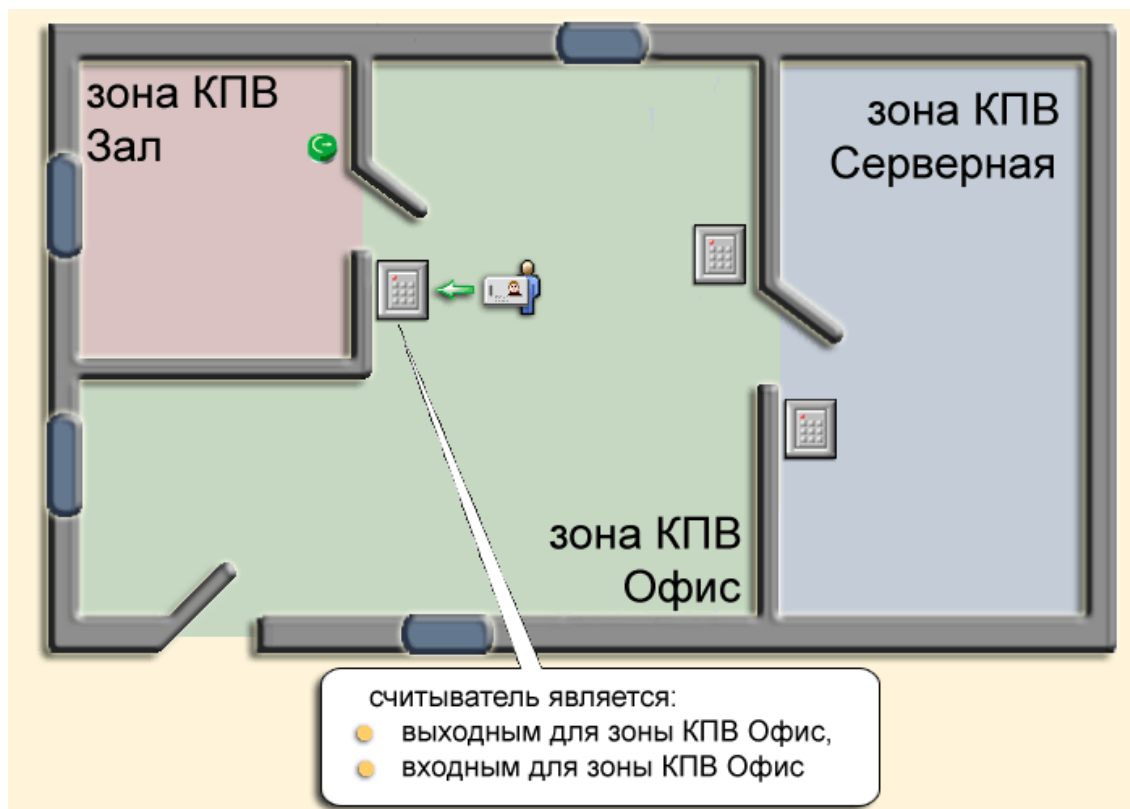 зона КПВ
Зал
зона КПВ
Серверная
зона КПВ
Офис
считыватель является:
выходным для зоны КПВ Офис,
входным для зоны КПВ Офис